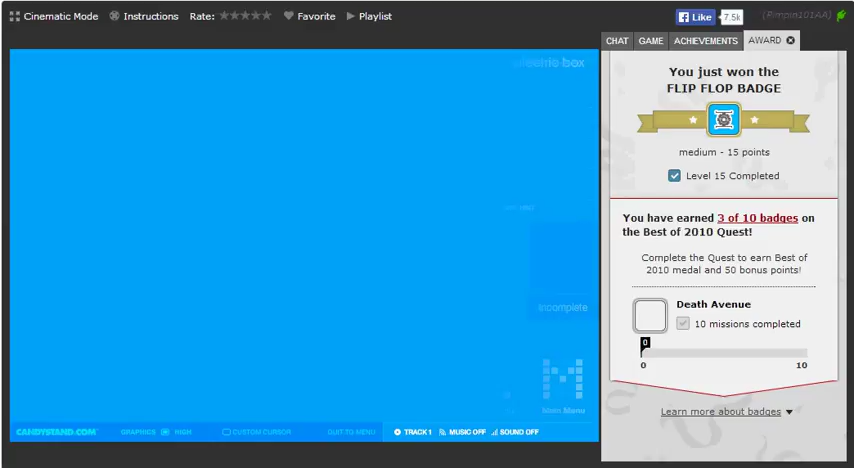 Cinematic Mode Instructions Rate: Favorite Playlist
Like 7.5k
CHAT GAME ACHIEVEMENTS AWARD
electric box
You just won the
FLIP FLOP BADGE
medium - 15 points
Level 15 Completed
You have earned 3 of 10 badges on
the Best of 2010 Quest!
Complete the Quest to earn Best of
2010 medal and 50 bonus points!
Incomplete
Death Avenue
10 missions completed
0
0 10
Main Menu
Learn more about badges
CANDYSTAND.COM GRAPHICS HIGH CUSTOM CURSOR QUIT TO MENU TRACK 1 MUSIC OFF SOUND OFF